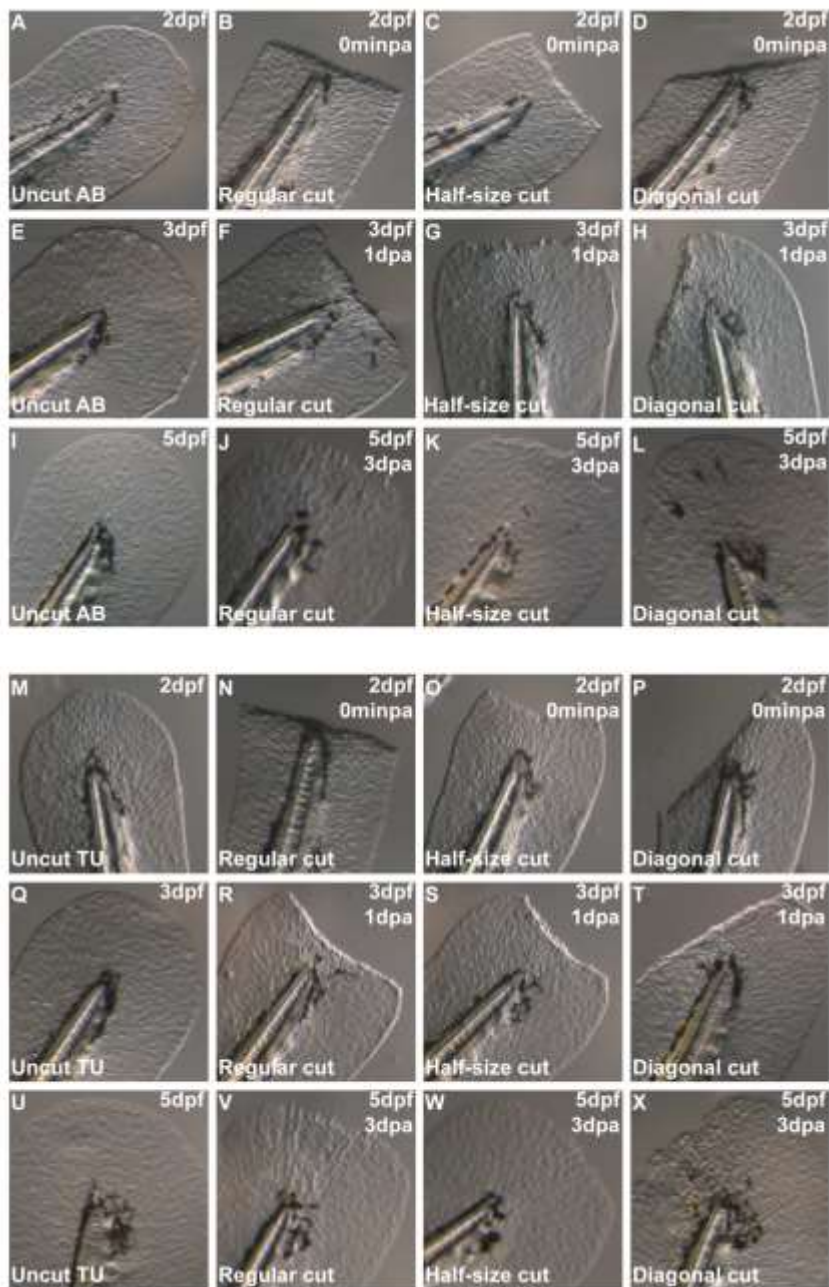 A 2dpf
Uncut AB
B 2dpf
0minpa
Regular cut
C 2dpf
0minpa
Half-size cut
D 2dpf
0minpa
Diagonal cut
E 3dpf
Uncut AB
F 3dpf
1dpa
Regular cut
G 3dpf
1dpa
Half-size cut
H 3dpf
1dpa
Diagonal cut
I 5dpf
Uncut AB
J 5dpf
3dpa
Regular cut
K 5dpf
3dpa
Half-size cut
L 5dpf
3dpa
Diagonal cut
M 2dpf
Uncut TU
N 2dpf
0minpa
Regular cut
O 2dpf
0minpa
Half-size cut
P 2dpf
0minpa
Diagonal cut
Q 3dpf
Uncut TU
R 3dpf
1dpa
Regular cut
S 3dpf
1dpa
Half-size cut
T 3dpf
1dpa
Diagonal cut
U 5dpf
Uncut TU
V 5dpf
3dpa
Regular cut
W 5dpf
3dpa
Half-size cut
X 5dpf
3dpa
Diagonal cut